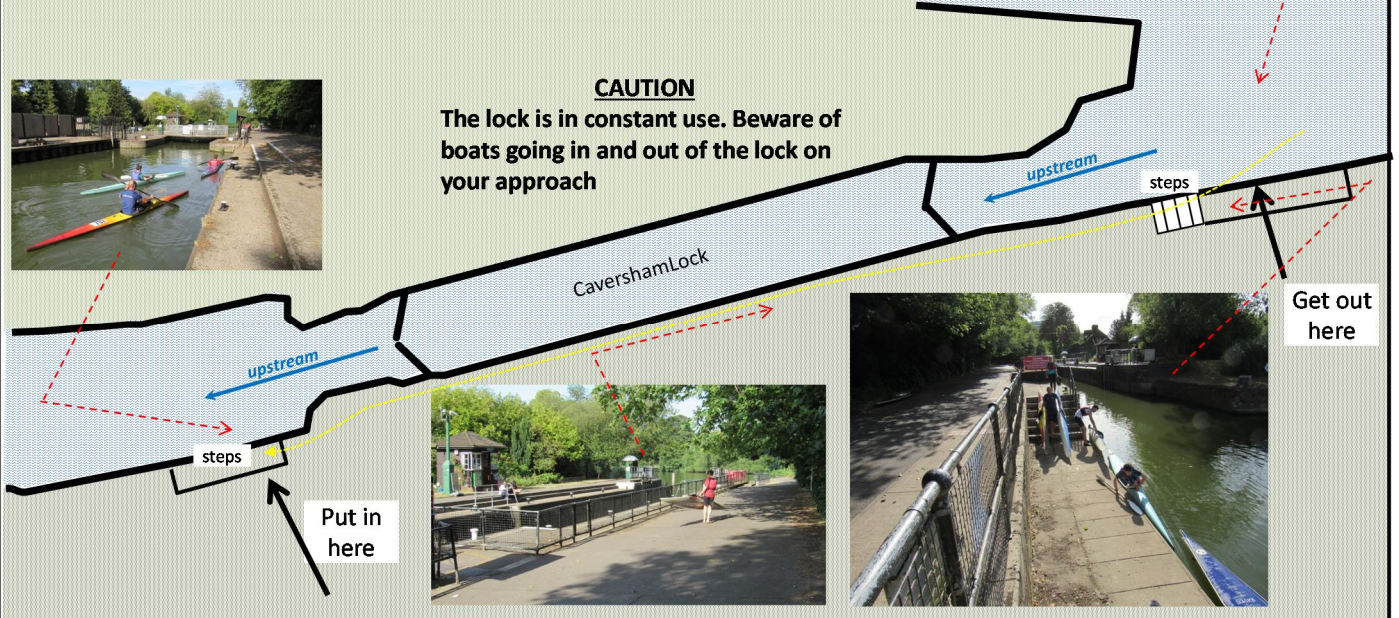 CAUTION
The lock is in constant use. Beware of
boats going in and out of the lock on
your approach
upstream
steps
CavershamLock
Get out
here
upstream
steps
Put in
here